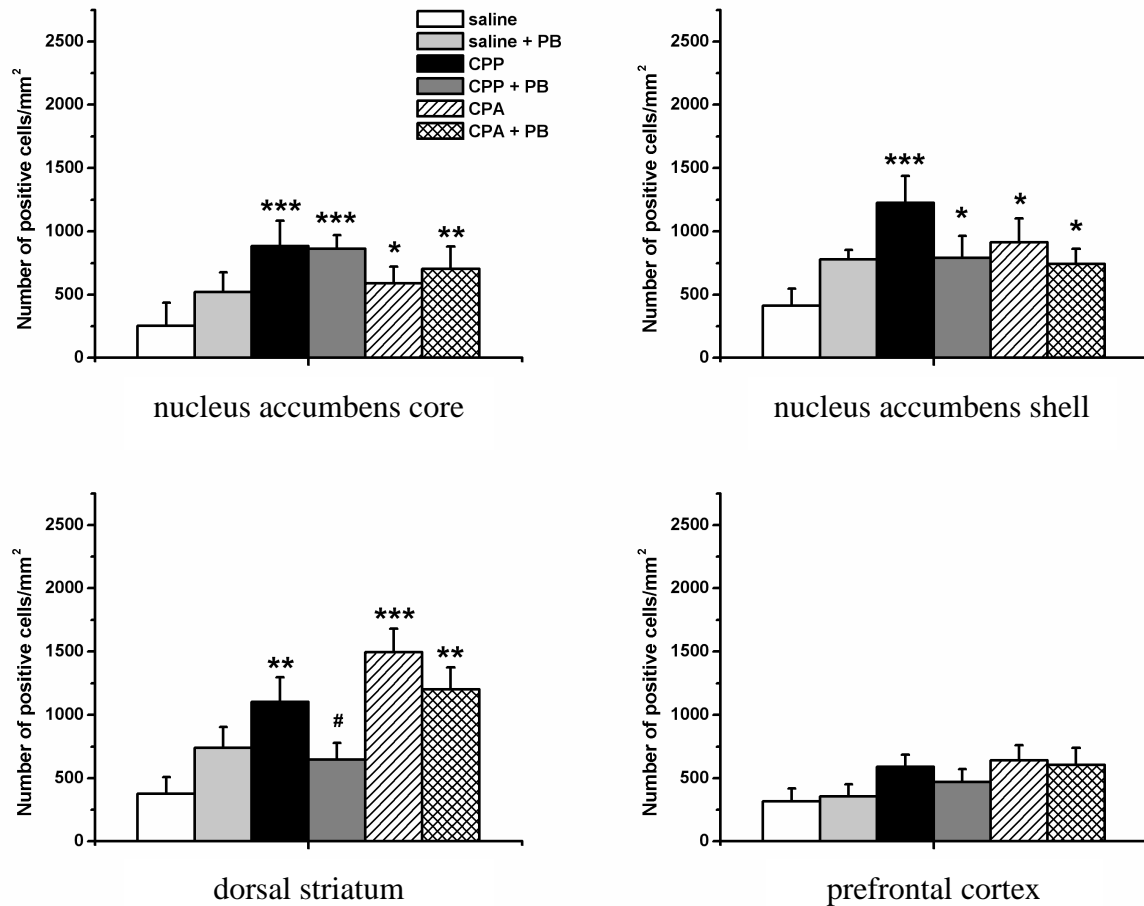 2500
2000
1500
1000
500
0
Number of positive cells/mm²
saline
saline + PB
CPP
CPP + PB
CPA
CPA + PB
***
***
*
**
nucleus accumbens core
2500
2000
1500
1000
500
0
Number of positive cells/mm²
***
*
*
*
nucleus accumbens shell
2500
2000
1500
1000
500
0
Number of positive cells/mm²
**
#
***
**
dorsal striatum
2500
2000
1500
1000
500
0
Number of positive cells/mm²
prefrontal cortex